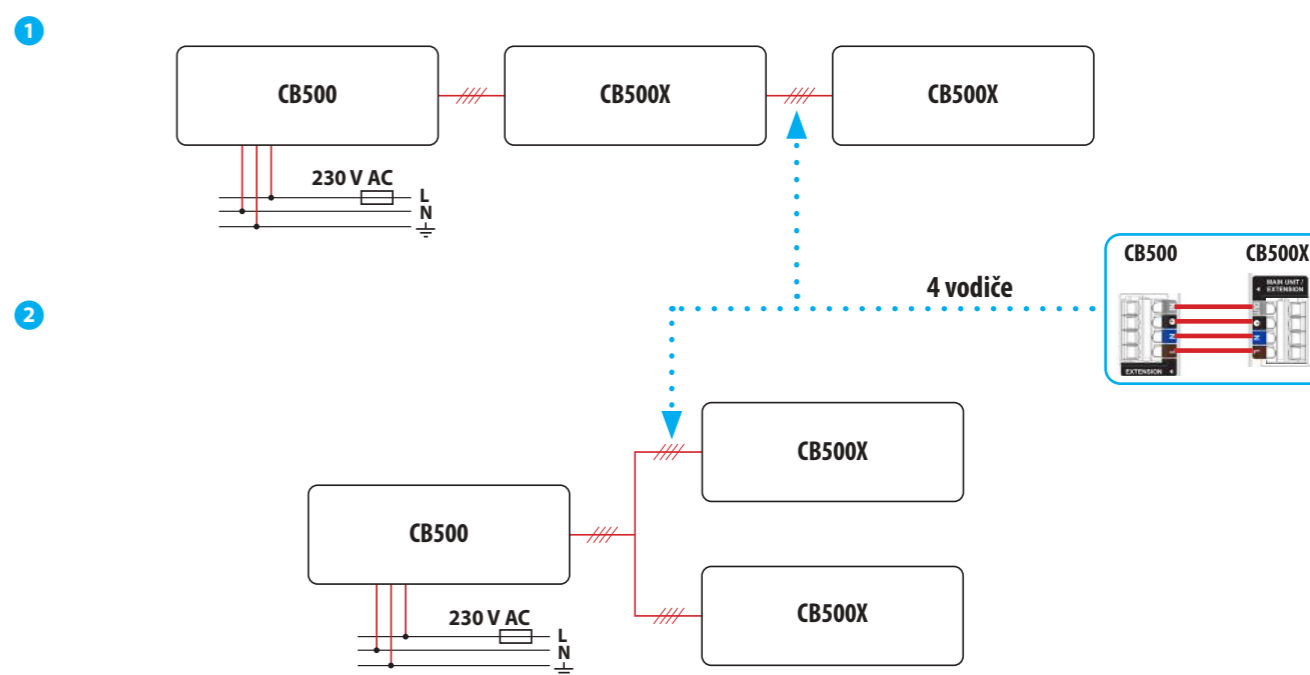 1
CB500
CB500X
CB500X
230 V AC
L
N
CB500
CB500X
MAIN UNIT /
EXTENSION
N
N
L
EXTENSION
4 vodiče
2
CB500X
CB500
CB500X
230 V AC
L
N